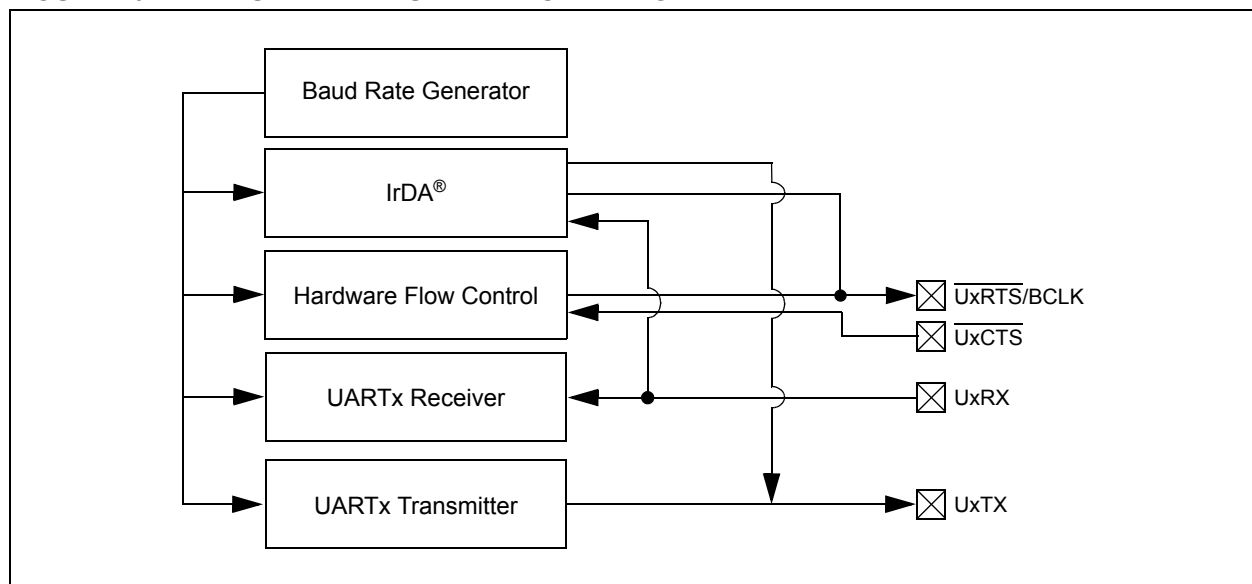 Baud Rate Generator
IrDA®
Hardware Flow Control
UxRTS/BCLK
UxCTS
UARTx Receiver
UxRX
UARTx Transmitter
UxTX